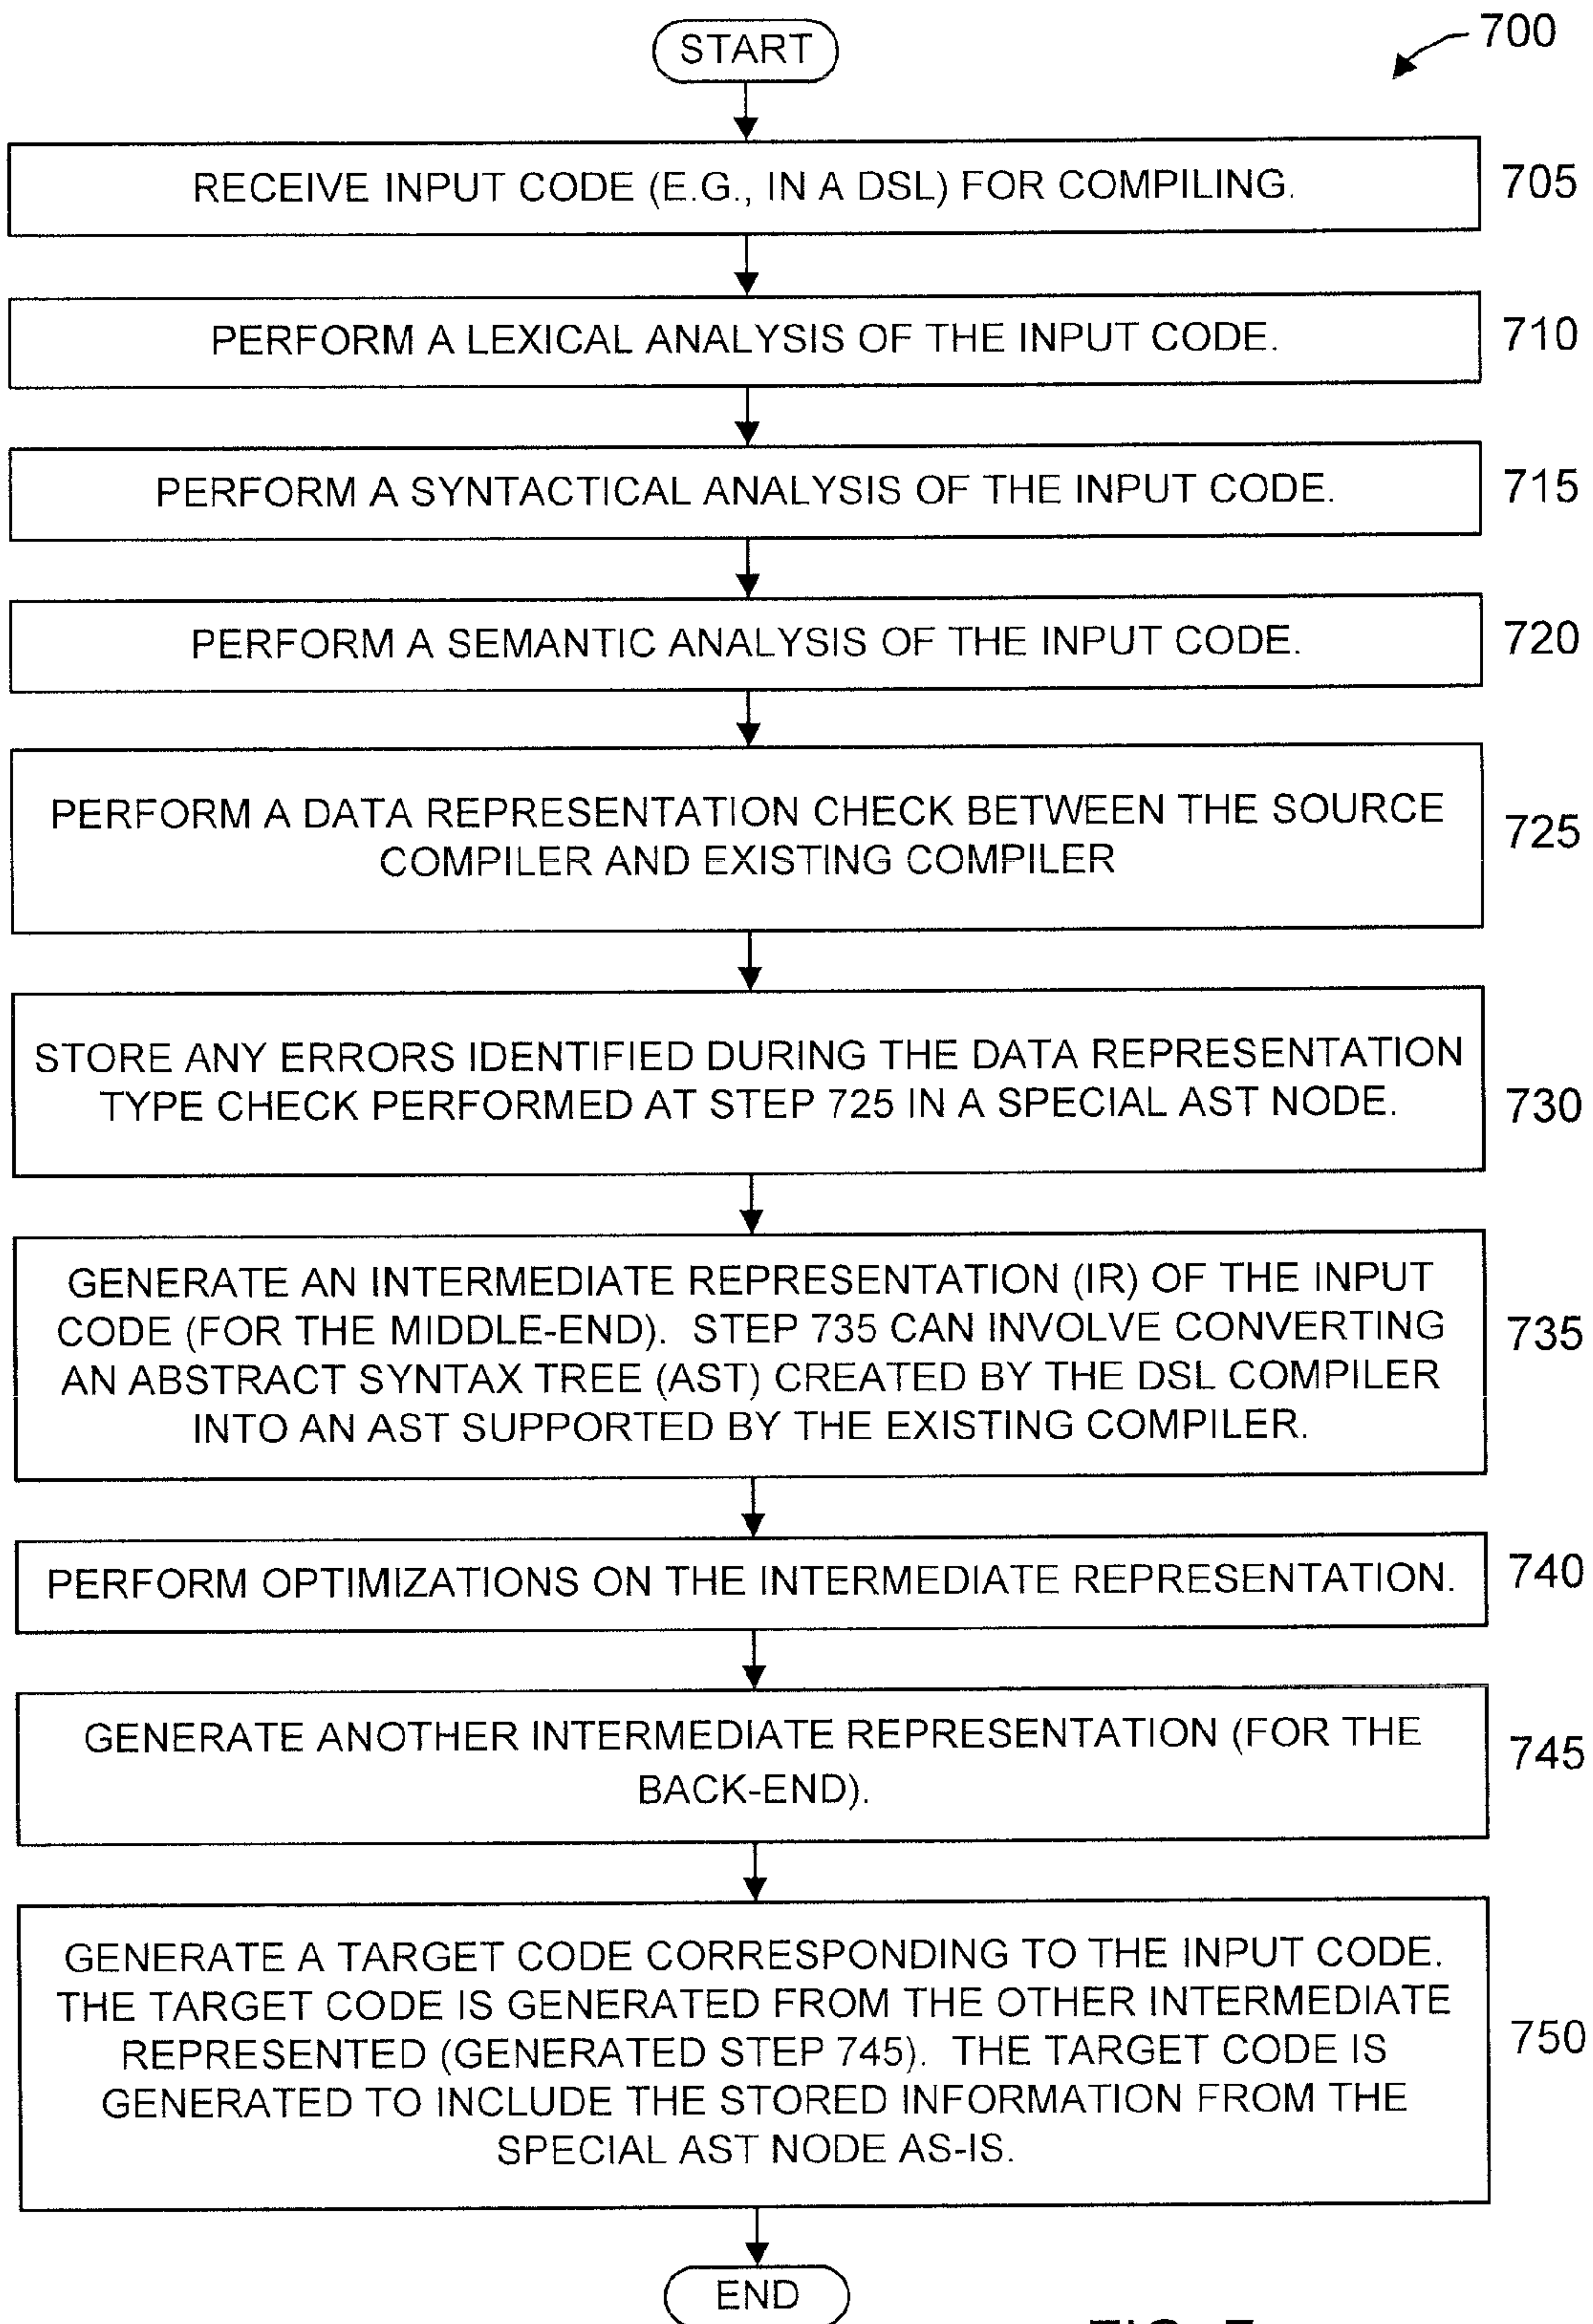 START
700
RECEIVE INPUT CODE (E.G., IN A DSL) FOR COMPILING.
705
PERFORM A LEXICAL ANALYSIS OF THE INPUT CODE.
710
PERFORM A SYNTACTICAL ANALYSIS OF THE INPUT CODE.
715
PERFORM A SEMANTIC ANALYSIS OF THE INPUT CODE.
720
PERFORM A DATA REPRESENTATION CHECK BETWEEN THE SOURCE
COMPILER AND EXISTING COMPILER
725
STORE ANY ERRORS IDENTIFIED DURING THE DATA REPRESENTATION
TYPE CHECK PERFORMED AT STEP 725 IN A SPECIAL AST NODE.
730
GENERATE AN INTERMEDIATE REPRESENTATION (IR) OF THE INPUT
CODE (FOR THE MIDDLE-END). STEP 735 CAN INVOLVE CONVERTING
AN ABSTRACT SYNTAX TREE (AST) CREATED BY THE DSL COMPILER
INTO AN AST SUPPORTED BY THE EXISTING COMPILER.
735
PERFORM OPTIMIZATIONS ON THE INTERMEDIATE REPRESENTATION.
740
GENERATE ANOTHER INTERMEDIATE REPRESENTATION (FOR THE
BACK-END).
745
GENERATE A TARGET CODE CORRESPONDING TO THE INPUT CODE.
THE TARGET CODE IS GENERATED FROM THE OTHER INTERMEDIATE
REPRESENTED (GENERATED STEP 745). THE TARGET CODE IS
GENERATED TO INCLUDE THE STORED INFORMATION FROM THE
SPECIAL AST NODE AS-IS.
750
END